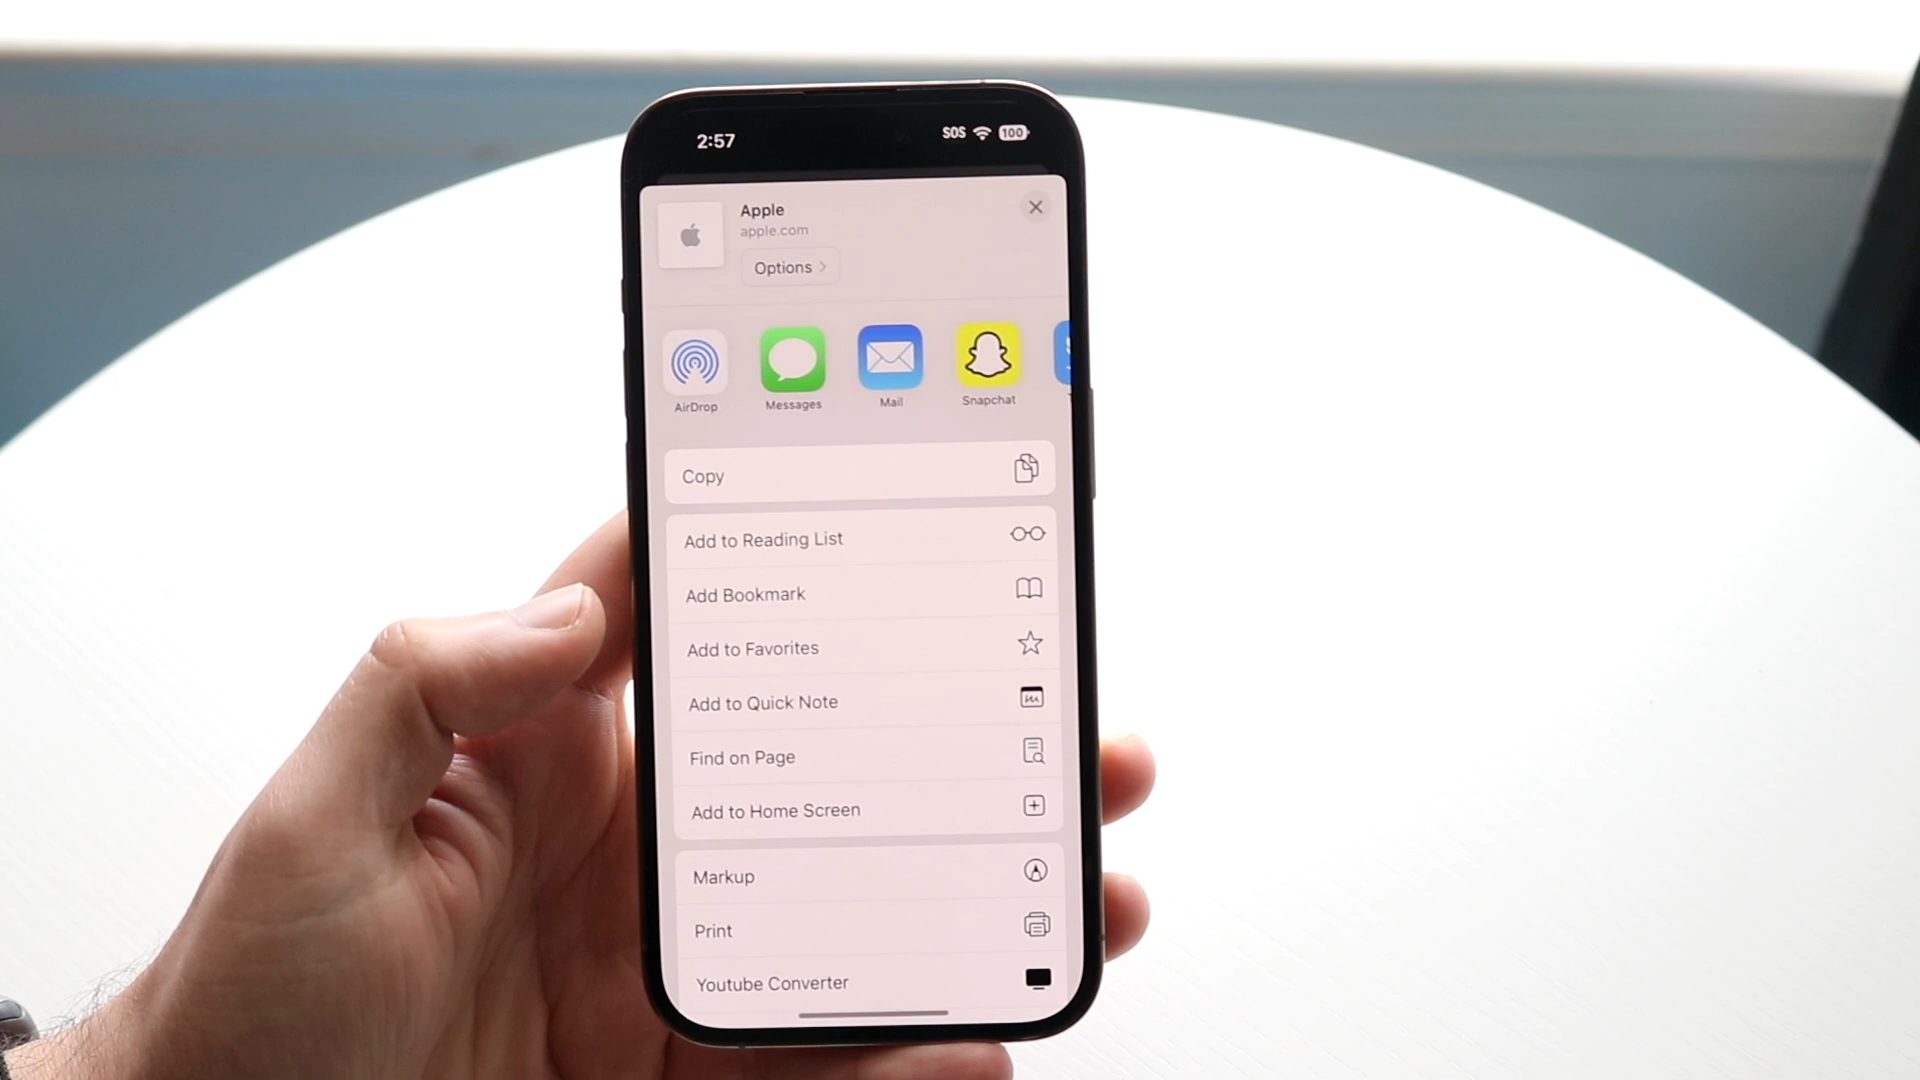 2:57
SOS 100
Apple
apple.com
Options
AirDrop
Messages
Mail
Snapchat
Copy
Add to Reading List
Add Bookmark
Add to Favorites
Add to Quick Note
Find on Page
Add to Home Screen
Markup
Print
Youtube Converter